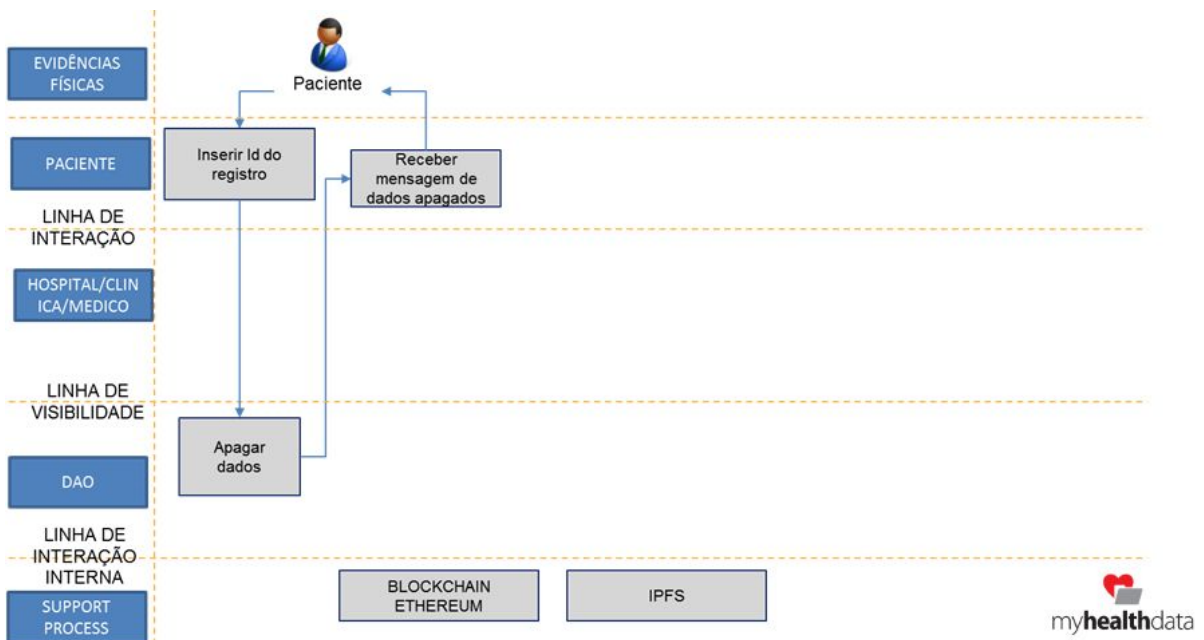 EVIDÊNCIAS
FÍSICAS
Paciente
PACIENTE
Inserir Id do
registro
Receber
mensagem de
dados apagados
LINHA DE
INTERAÇÃO
HOSPITAL/CLIN
ICA/MEDICO
LINHA DE
VISIBILIDADE
Apagar
dados
DAO
LINHA DE
INTERAÇÃO
INTERNA
BLOCKCHAIN
ETHEREUM
IPFS
SUPPORT
PROCESS
myhealthdata